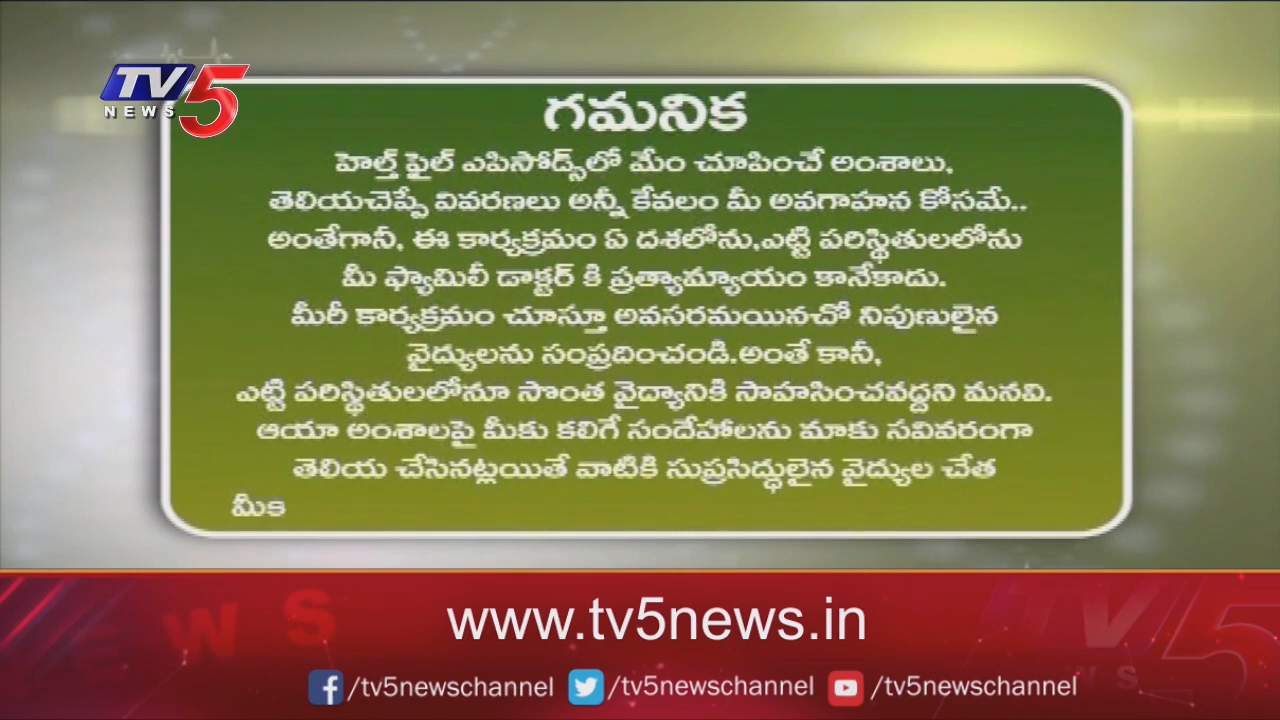 TV5
NEWS
గమనిక
హెల్త్ ఫైల్ ఎపిసోడ్స్‌లో మేం చూపించే అంశాలు,
తెలియచెప్పే వివరణలు అన్నీ కేవలం మీ అవగాహన కోసమే..
అంతేగానీ, ఈ కార్యక్రమం ఏ దశలోను,ఎట్టి పరిస్థితులలోను
మీ ఫ్యామిలీ డాక్టర్ కి ప్రత్యామ్యాయం కానేకాదు.
మీరీ కార్యక్రమం చూస్తూ అవసరమయినచో నిపుణులైన
వైద్యులను సంప్రదించండి.అంతే కానీ,
ఎట్టి పరిస్థితులలోనూ సొంత వైద్యానికి సాహసించవద్దని మనవి.
ఆయా అంశాలపై మీకు కలిగే సందేహాలను మాకు సవివరంగా
తెలియ చేసినట్లయితే వాటికి సుప్రసిద్ధులైన వైద్యుల చేత
మీక
www.tv5news.in
/tv5newschannel /tv5newschannel /tv5newschannel